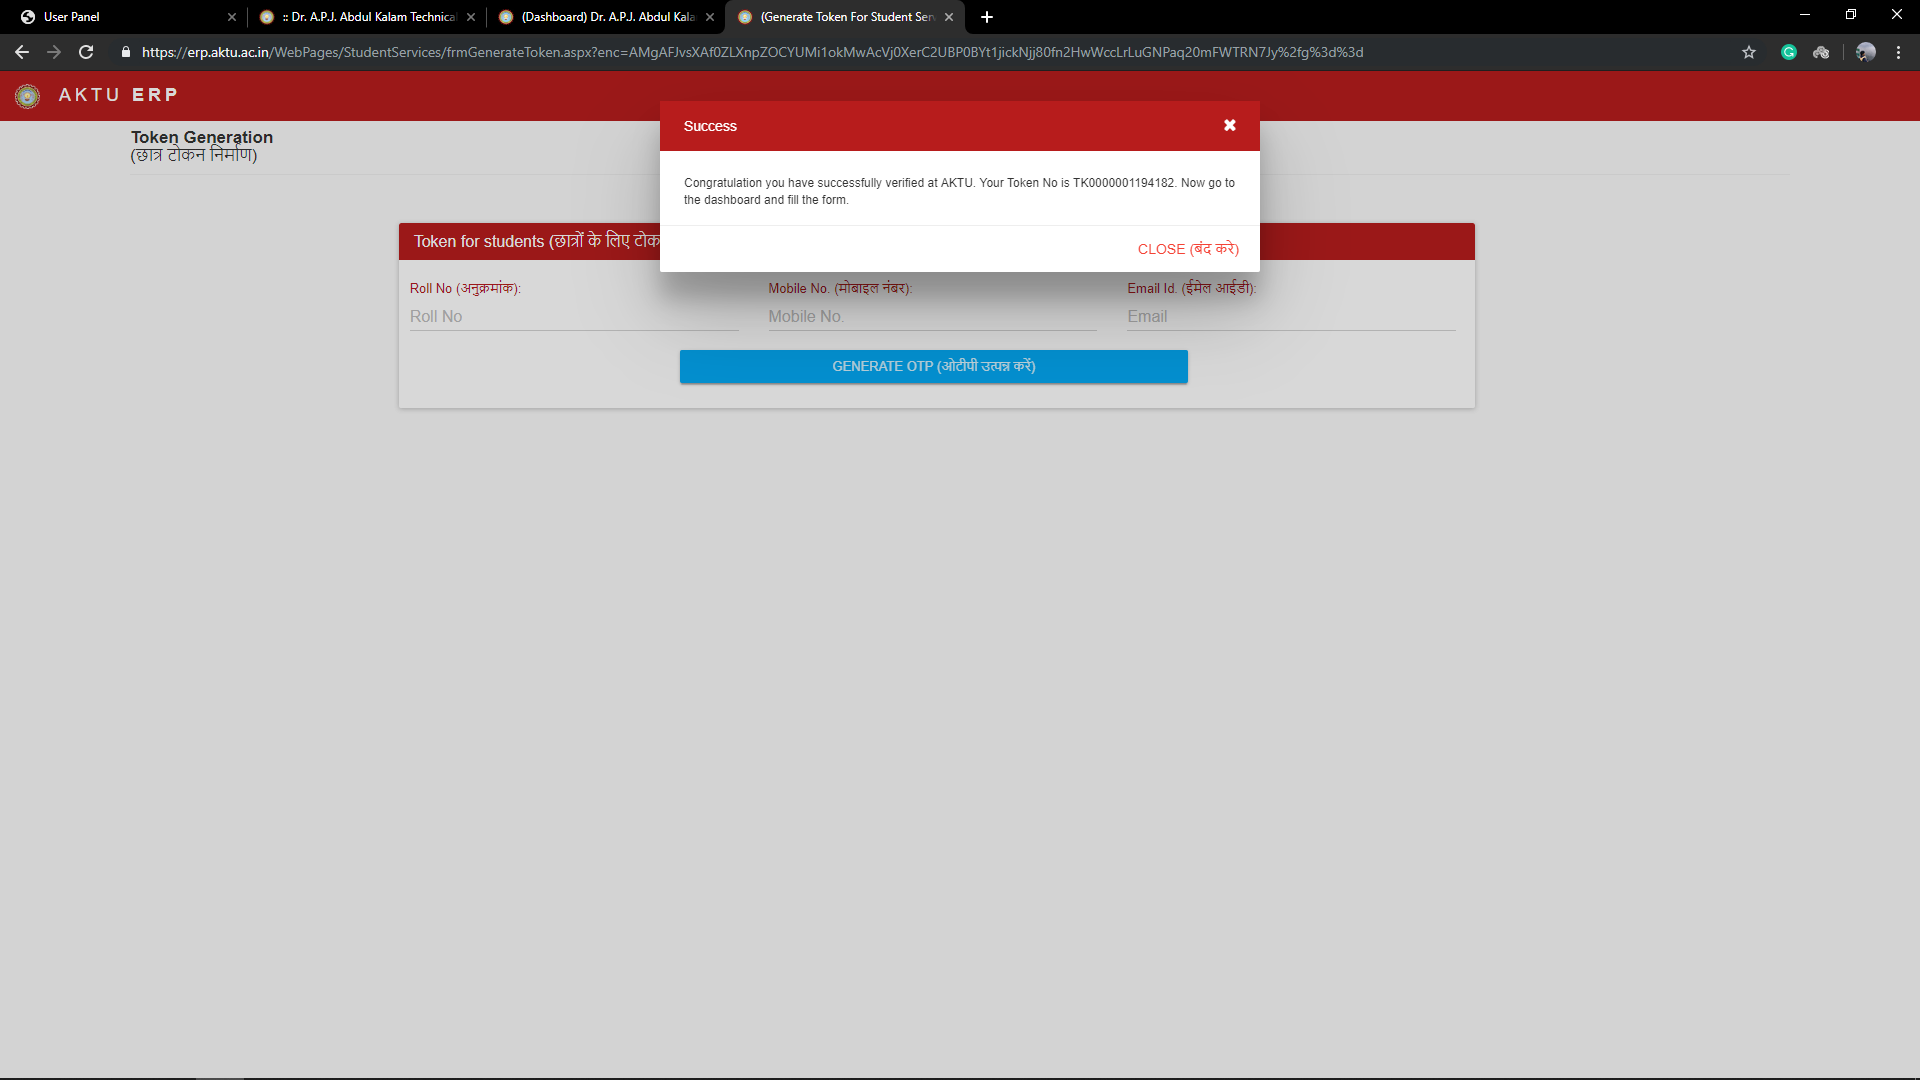 User Panel
:: Dr. A.P.J. Abdul Kalam Technical
(Dashboard) Dr. A.P.J. Abdul Kala
(Generate Token For Student Serv
https://erp.aktu.ac.in/WebPages/StudentServices/frmGenerateToken.aspx?enc=AMgAFJvsXAf0ZLXnpZOCYUMi1okMwAcVj0XerC2UBP0BYt1jickNjj80fn2HwWccLrLuGNPaq20mFWTRN7Jy%2fg%3d%3d
AKTU ERP
Token Generation
(छात्र टोकन निर्माण)
Success
Congratulation you have successfully verified at AKTU. Your Token No is TK0000001194182. Now go to
the dashboard and fill the form.
CLOSE (बंद करे)
Token for students (छात्रों के लिए टोक
Roll No (अनुक्रमांक):
Mobile No. (मोबाइल नंबर):
Email Id. (ईमेल आईडी):
Roll No
Mobile No.
Email
GENERATE OTP (ओटीपी उत्पन्न करें)